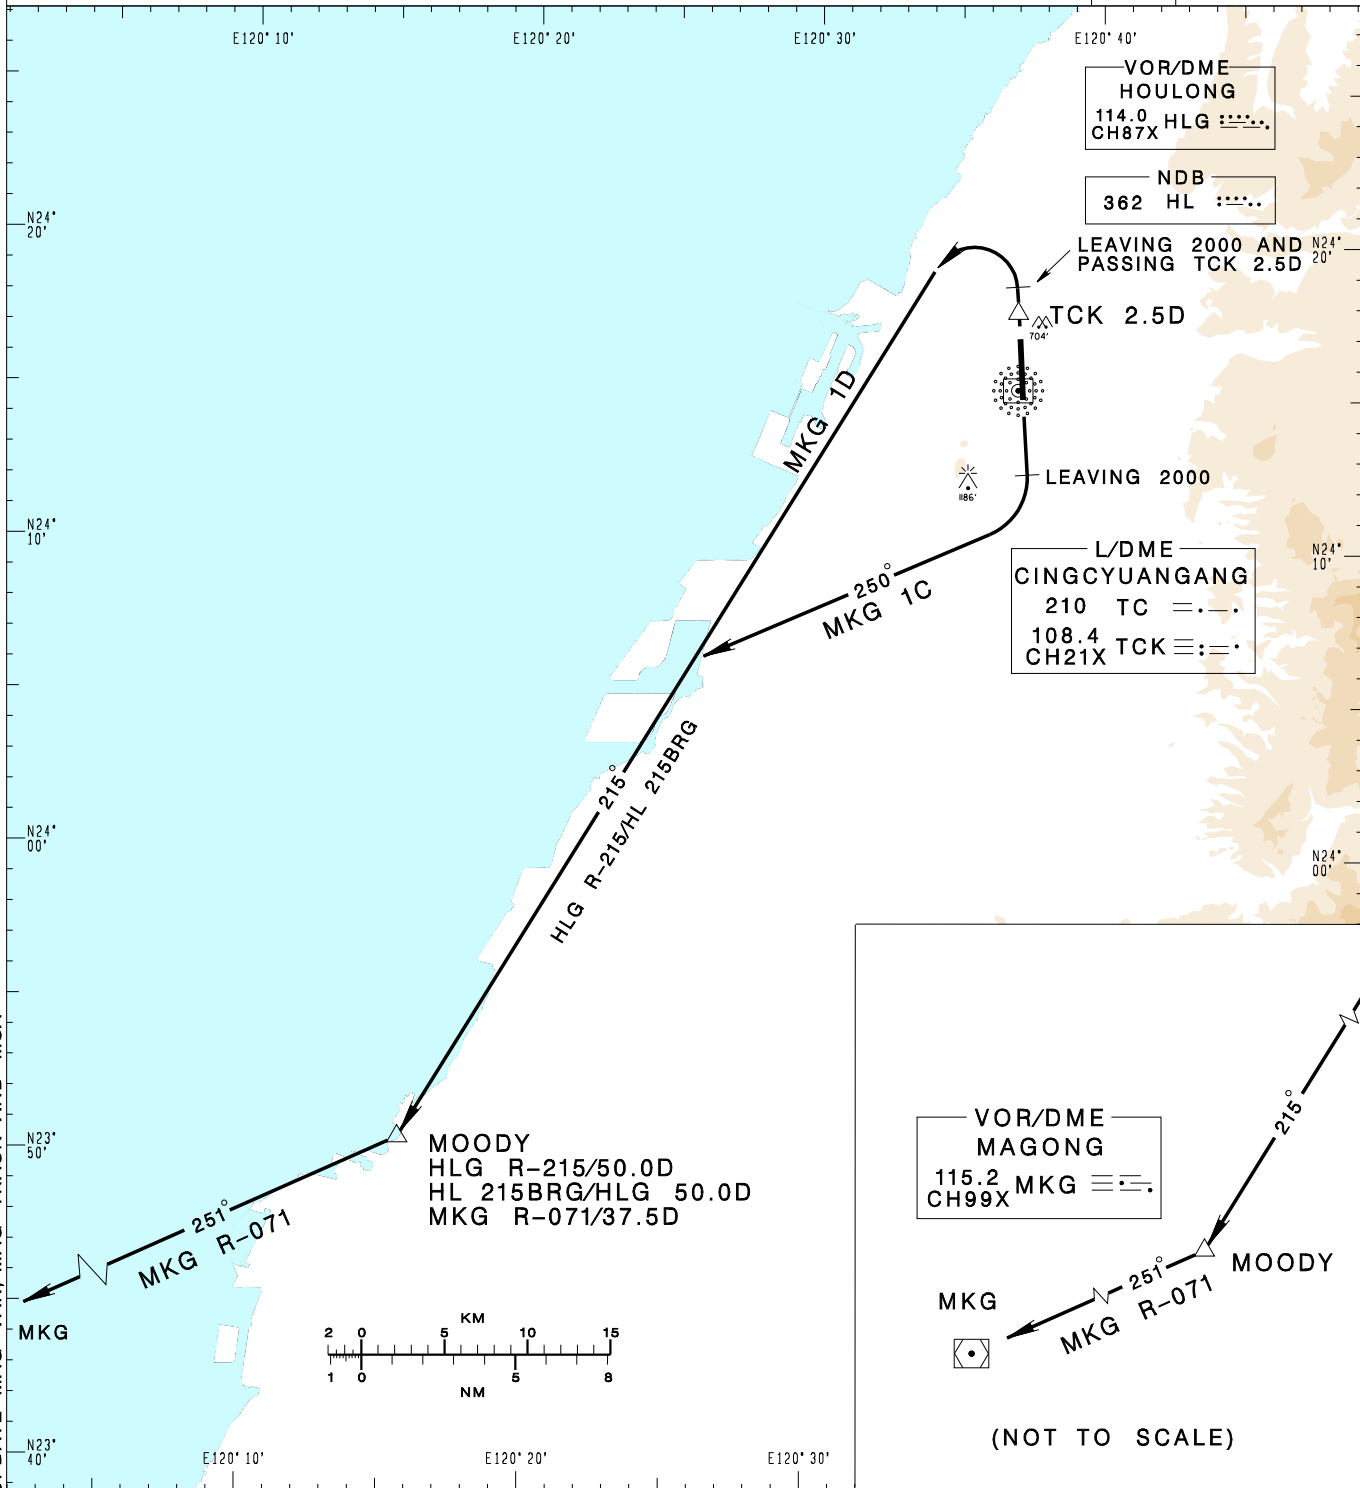 E120°10'
E120°20'
E120°30'
E120°40'
VOR/DME
HOULONG
114.0
CH87X
HLG
NDB
362 HL
N24°
20'
LEAVING 2000 AND
PASSING TCK 2.5D
N24°
20'
TCK 2.5D
704'
MKG 1D
LEAVING 2000
1186'
N24°
10'
N24°
10'
L/DME
CINGCYUANGANG
210 TC
108.4
CH21X
TCK
250°
MKG 1C
215°
HLG R-215/HL 215BRG
N24°
00'
N24°
00'
N23°
50'
MOODY
HLG R-215/50.0D
HL 215BRG/HLG 50.0D
MKG R-071/37.5D
251°
MKG R-071
MKG
KM
2 0 5 10 15
1 0 5 8
NM
N23°
40'
E120°10'
E120°20'
E120°30'
215°
VOR/DME
MAGONG
115.2
CH99X
MKG
MOODY
251°
MKG R-071
MKG
(NOT TO SCALE)